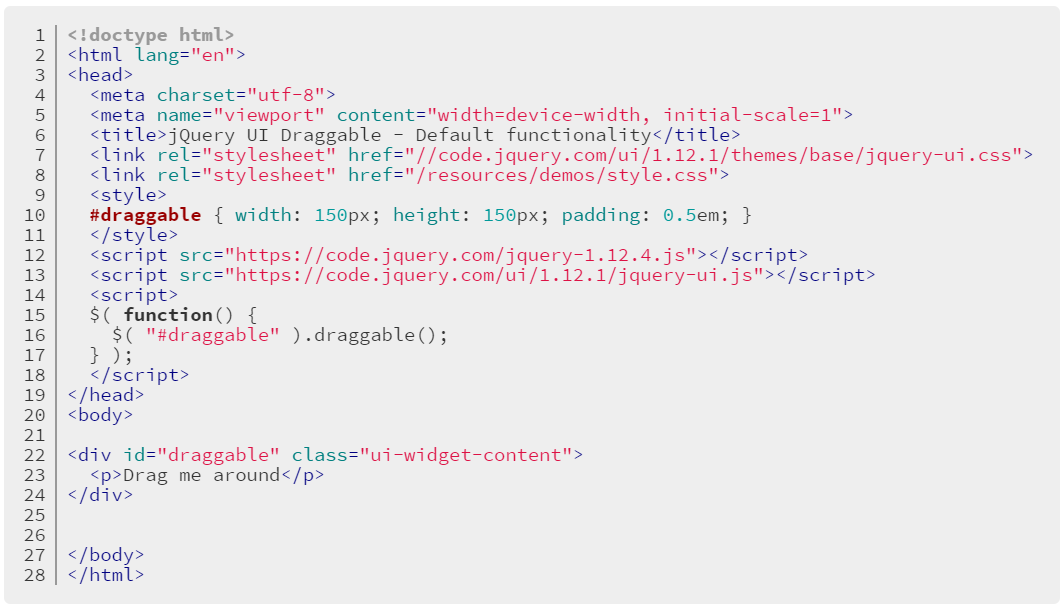 1 <!doctype html>
2 <html lang="en">
3 <head>
4   <meta charset="utf-8">
5   <meta name="viewport" content="width=device-width, initial-scale=1">
6   <title>jQuery UI Draggable - Default functionality</title>
7   <link rel="stylesheet" href="//code.jquery.com/ui/1.12.1/themes/base/jquery-ui.css">
8   <link rel="stylesheet" href="/resources/demos/style.css">
9   <style>
10   #draggable { width: 150px; height: 150px; padding: 0.5em; }
11   </style>
12   <script src="https://code.jquery.com/jquery-1.12.4.js"></script>
13   <script src="https://code.jquery.com/ui/1.12.1/jquery-ui.js"></script>
14   <script>
15   $( function() {
16     $( "#draggable" ).draggable();
17   } );
18   </script>
19 </head>
20 <body>
21
22 <div id="draggable" class="ui-widget-content">
23   <p>Drag me around</p>
24 </div>
25
26
27 </body>
28 </html>